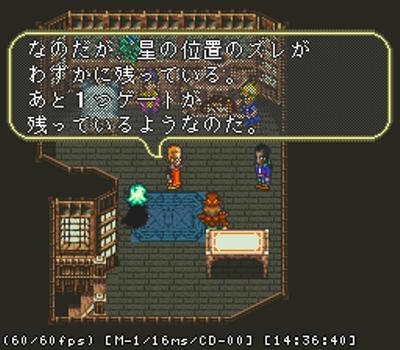 なのだが、星の位置のズレが
わずかに残っている。
あと1つゲートが
残っているようなのだ。
(60/60fps) [M-1/16ms/CD-00] [14:36:40]